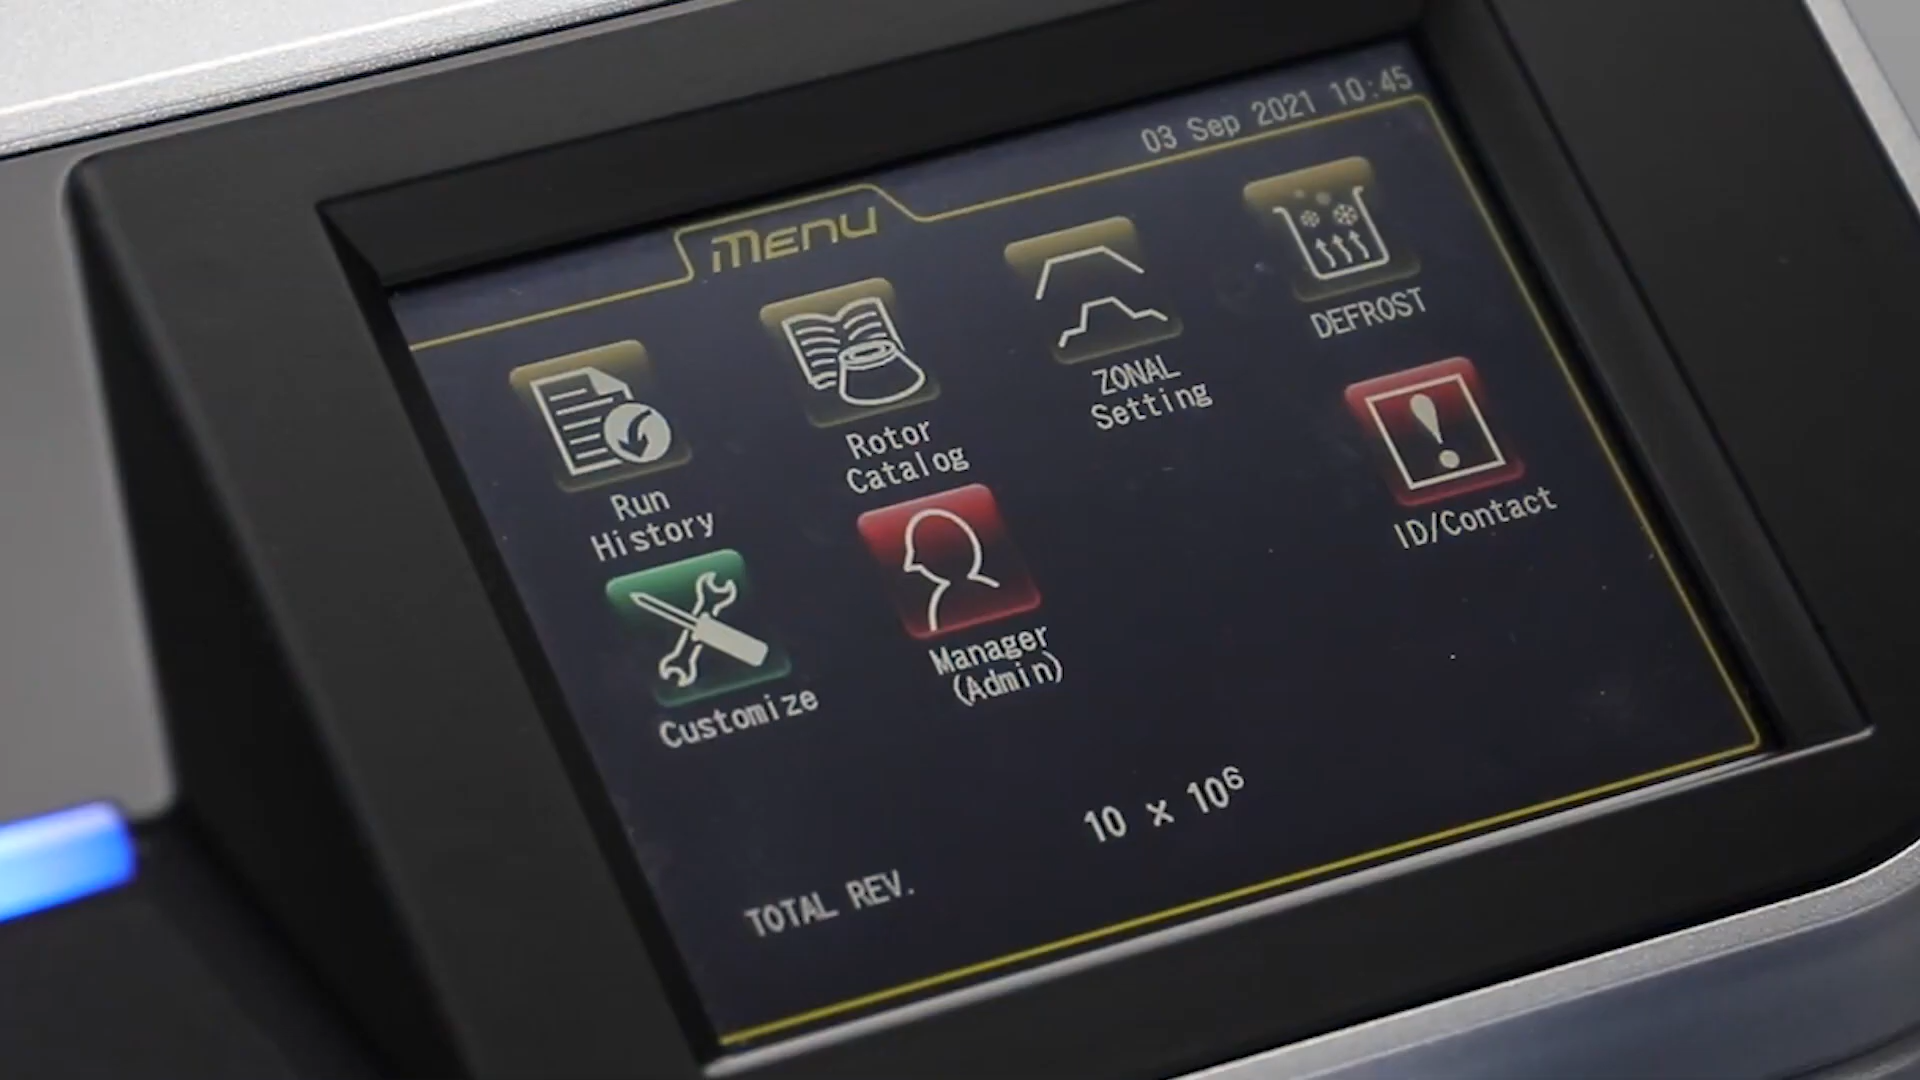 03 Sep 2021 10:45
Menu
Run
History
Rotor
Catalog
ZONAL
Setting
DEFROST
Customize
Manager
(Admin)
ID/Contact
TOTAL REV.
10 x 10⁶